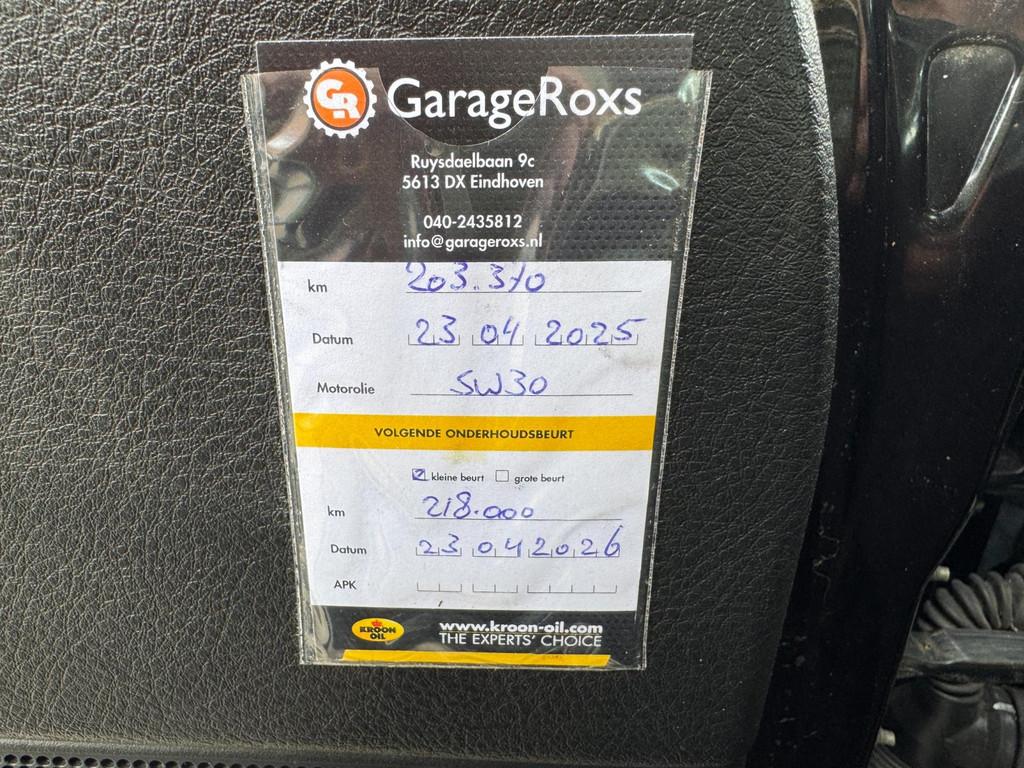 GR GarageRoxs
Ruysdaelbaan 9c
5613 DX Eindhoven
040-2435812
info@garageroxs.nl
km 203.370
Datum 23 04 2025
Motorolie 5W30
VOLGENDE ONDERHOUDSBEURT
kleine beurt grote beurt
km 218.000
Datum 23 04 2026
APK
KROON OIL www.kroon-oil.com
THE EXPERTS' CHOICE